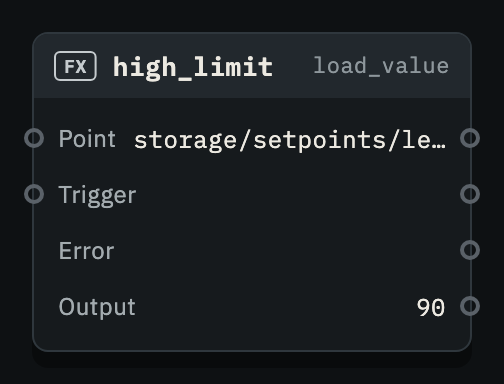 FX high_limit load_value
Point storage/setpoints/le…
Trigger
Error
Output 90